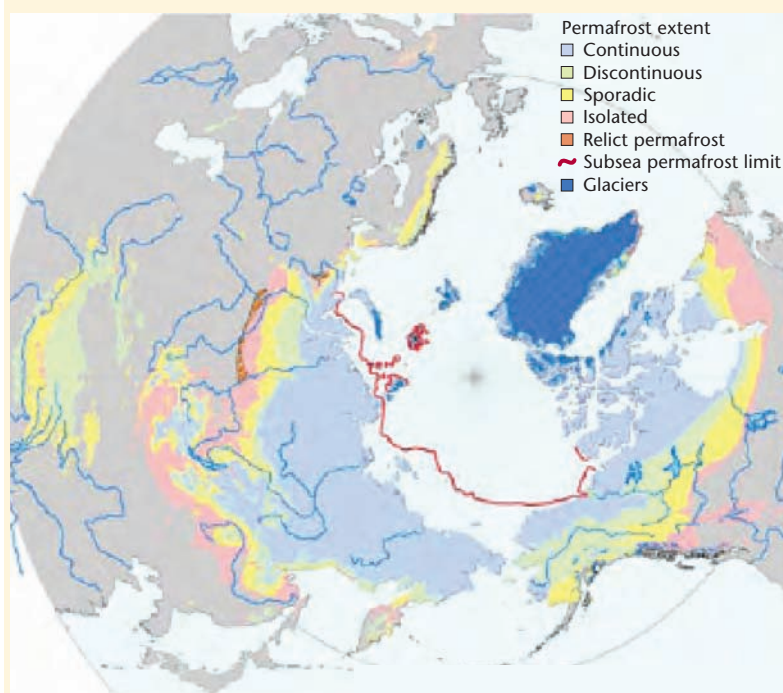 Permafrost extent
Continuous
Discontinuous
Sporadic
Isolated
Relict permafrost
Subsea permafrost limit
Glaciers